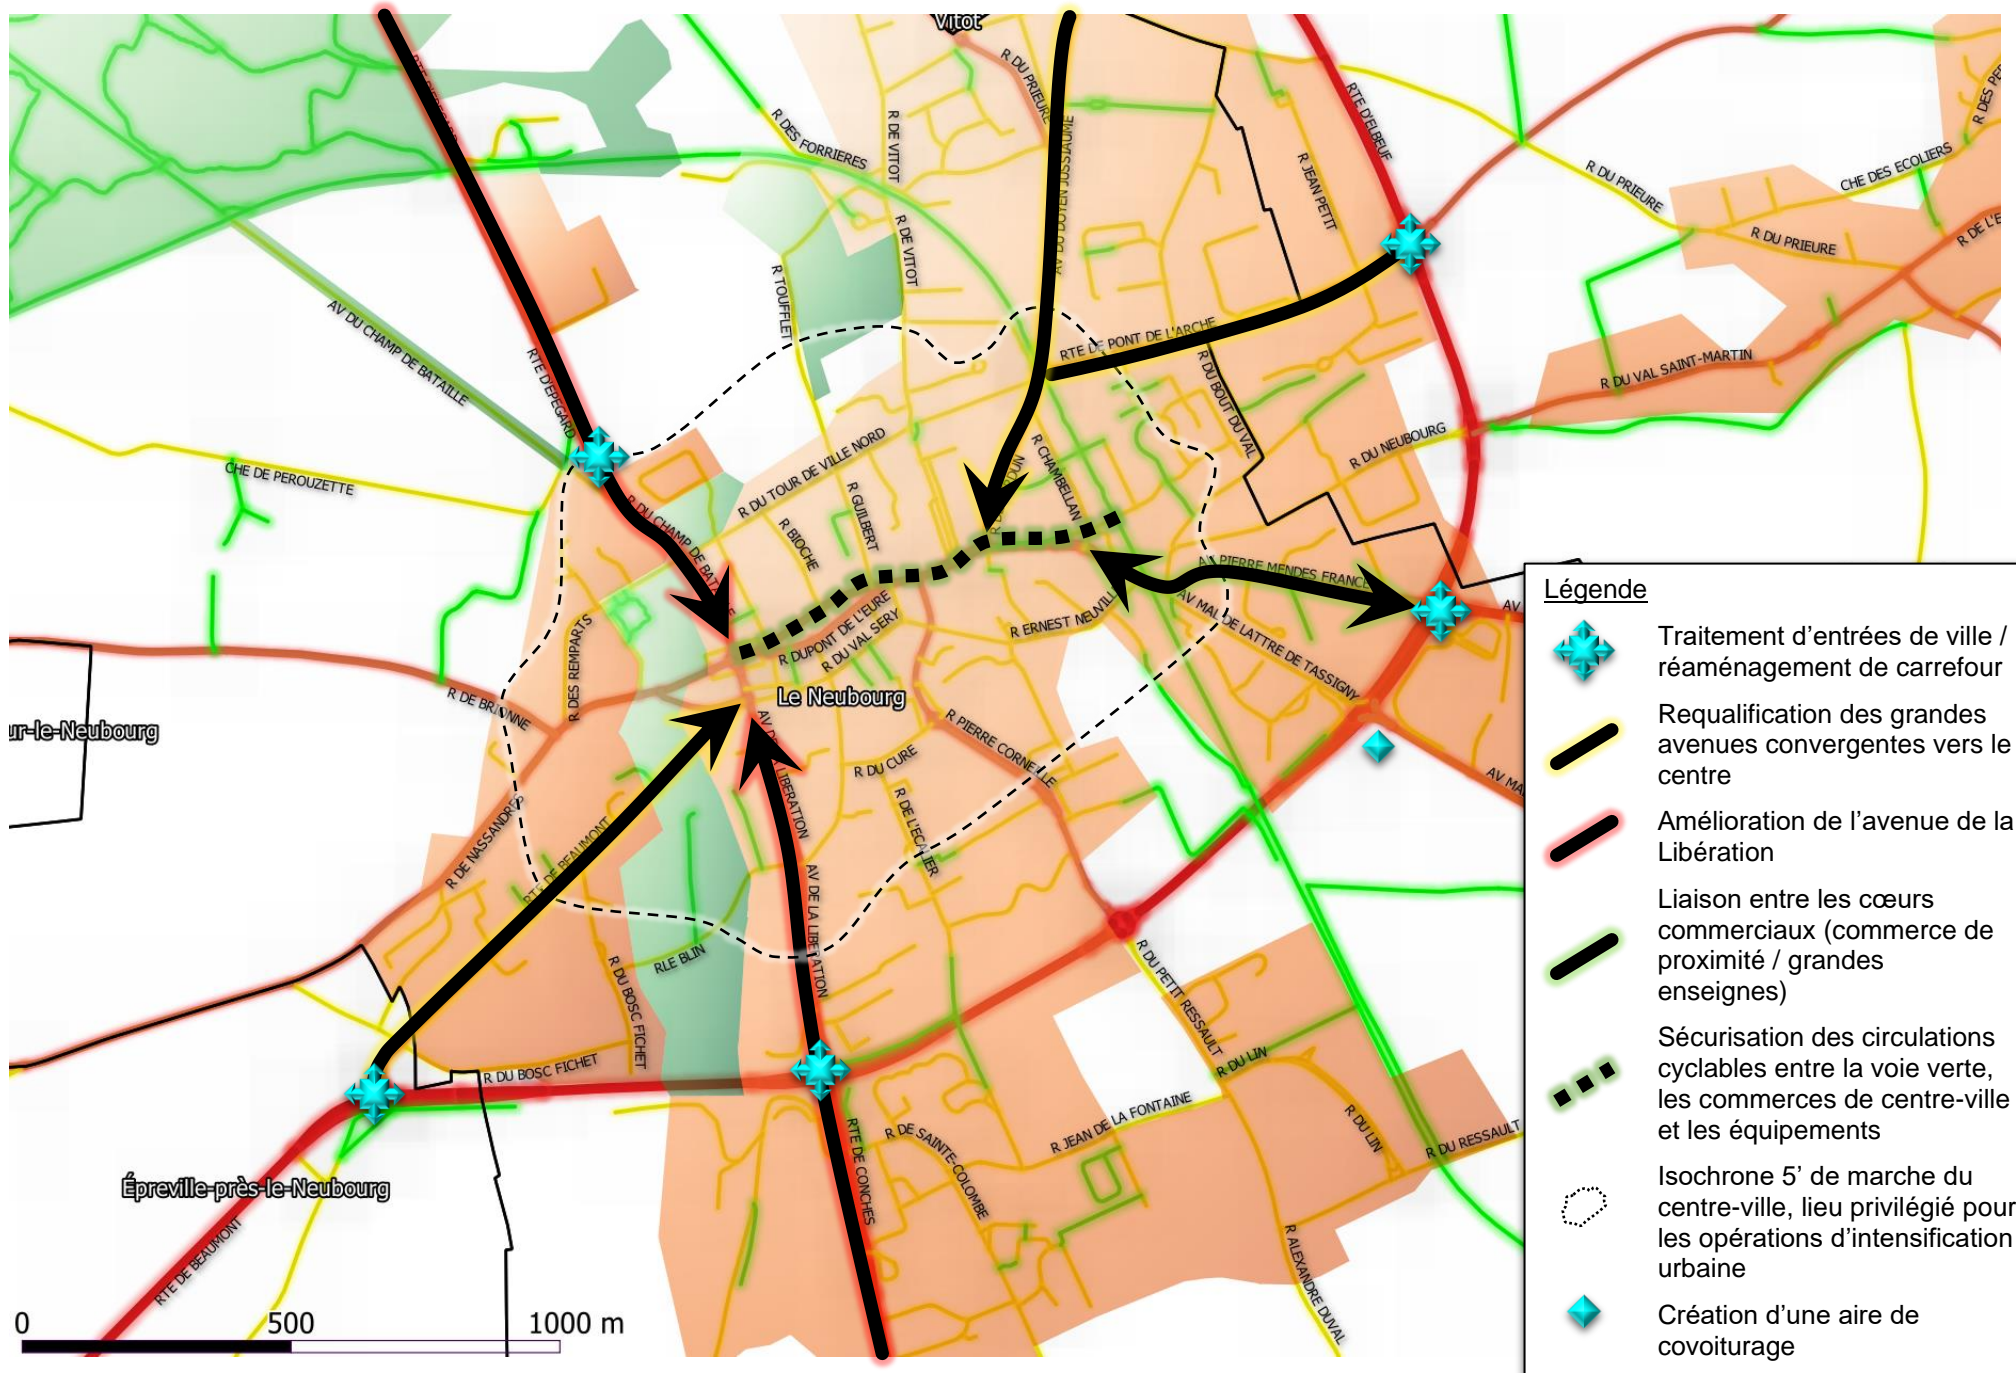 Vitot
R DU PRIEURE
RTE D'ELBEUF
R DES FORRIERES
R DE VITOT
AV DU DOYEN JUSSIAUME
R JEAN PETIT
R DU PRIEURE
CHE DES ECOLIERS
R DU PRIEURE
R DE VITOT
R TOUFFLET
AV DU CHAMP DE BATAILLE
RTE D'EPEGARD
RTE DE PONT DE L'ARCHE
R DU BOUT DU VAL
R DU VAL SAINT-MARTIN
R DU NEUBOURG
CHE DE PEROUZETTE
R DU TOUR DE VILLE NORD
R GUILBERT
R BIOCHE
R CHAMBELLAN
R DU CHAMP DE BATAILLE
AV PIERRE MENDES FRANCE
AV MAL DE LATTRE DE TASSIGNY
R ERNEST NEUVILLE
R DUPONT DE L'EURE
R DU VAL SERY
R DES REMPARTS
R DE BRIONNE
Le Neubourg
ur-le-Neubourg
R PIERRE CORNEILLE
R DU CURE
R DE L'ECALIER
AV DE LA LIBERATION
AV DE LA LIBERATION
R DE NASSANDRES
RTE DE BEAUMONT
RLE BLIN
R DU BOSC FICHET
R DU BOSC FICHET
R DU PETIT RESSAULT
R DU LIN
R DU LIN
R JEAN DE LA FONTAINE
R DU RESSAULT
R DE SAINTE-COLOMBE
RTE DE CONCHES
R ALEXANDRE DUVAL
Épreville-près-le-Neubourg
RTE DE BEAUMONT
0 500 1000 m
Légende
Traitement d'entrées de ville /
réaménagement de carrefour
Requalification des grandes
avenues convergentes vers le
centre
Amélioration de l'avenue de la
Libération
Liaison entre les cœurs
commerciaux (commerce de
proximité / grandes
enseignes)
Sécurisation des circulations
cyclables entre la voie verte,
les commerces de centre-ville
et les équipements
Isochrone 5' de marche du
centre-ville, lieu privilégié pour
les opérations d'intensification
urbaine
Création d'une aire de
covoiturage